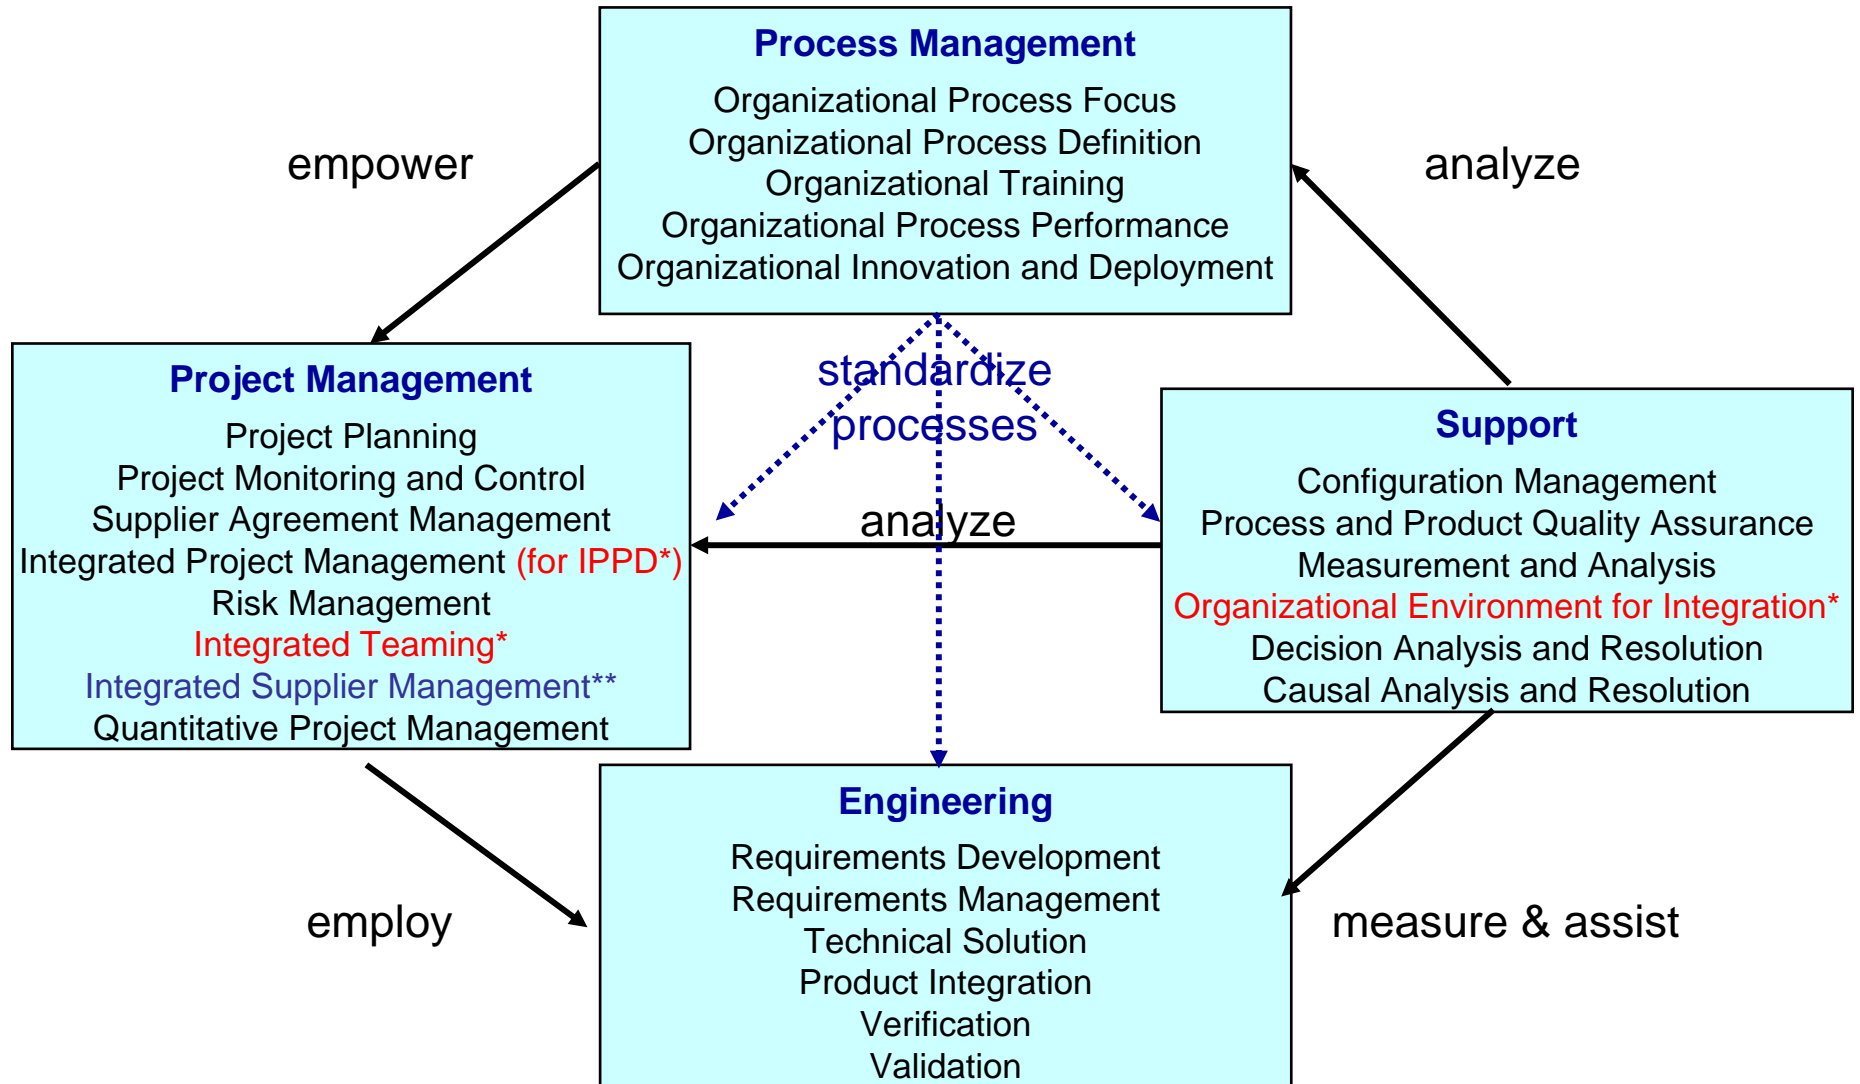 Process Management
Organizational Process Focus
Organizational Process Definition
Organizational Training
Organizational Process Performance
Organizational Innovation and Deployment
empower
analyze
standardize
processes
analyze
Project Management
Project Planning
Project Monitoring and Control
Supplier Agreement Management
Integrated Project Management (for IPPD*)
Risk Management
Integrated Teaming*
Integrated Supplier Management**
Quantitative Project Management
Support
Configuration Management
Process and Product Quality Assurance
Measurement and Analysis
Organizational Environment for Integration*
Decision Analysis and Resolution
Causal Analysis and Resolution
employ
measure & assist
Engineering
Requirements Development
Requirements Management
Technical Solution
Product Integration
Verification
Validation